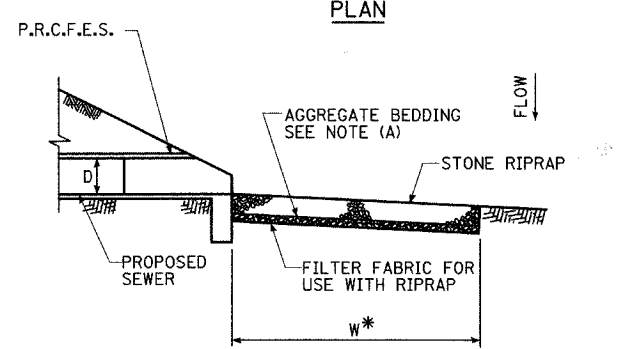 PLAN
P.R.C.F.E.S.
FLOW
AGGREGATE BEDDING
SEE NOTE (A)
STONE RIPRAP
D
PROPOSED
SEWER
FILTER FABRIC FOR
USE WITH RIPRAP
W*